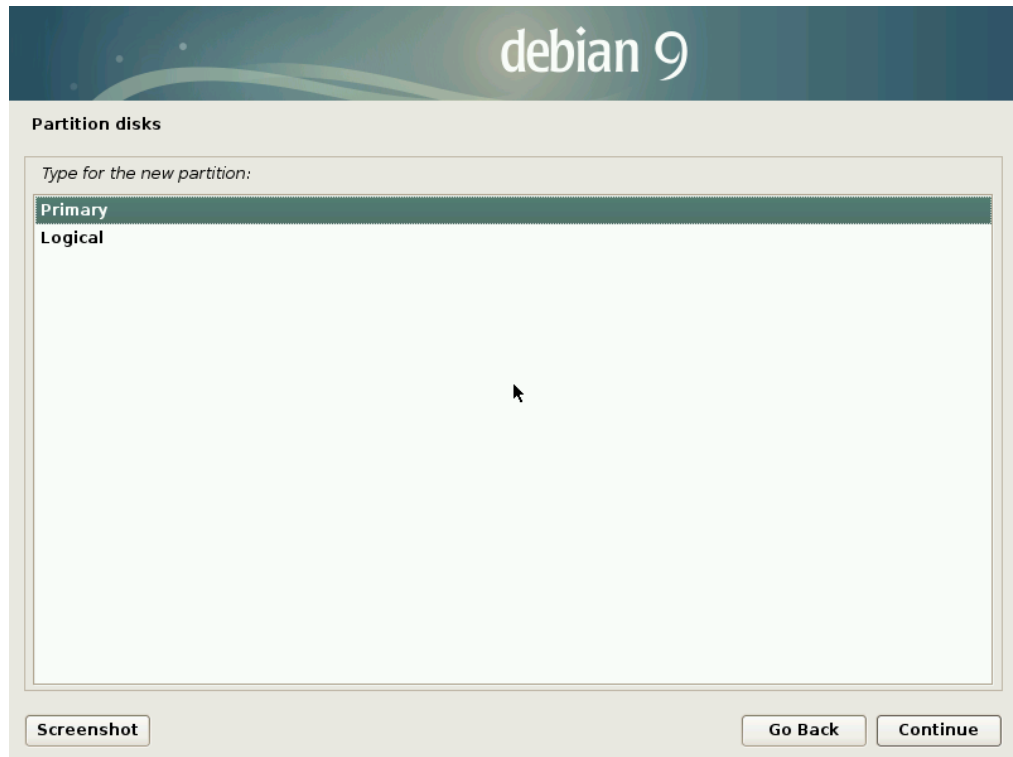 debian 9
Partition disks
Type for the new partition:
Primary
Logical
Screenshot
Go Back
Continue